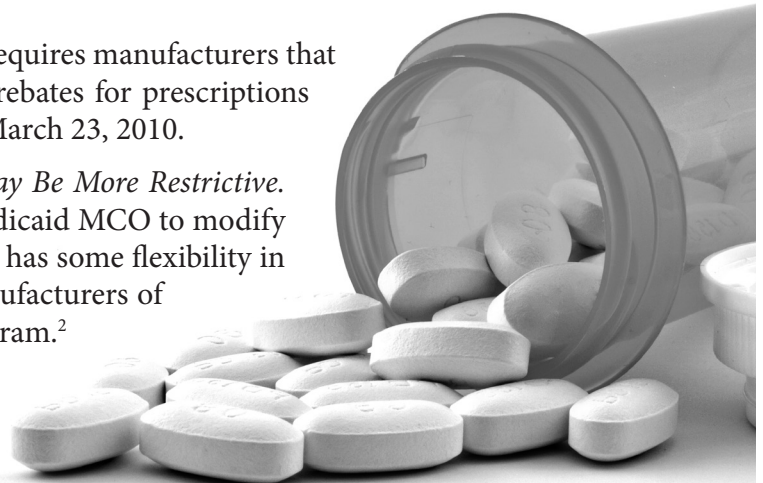 equires manufacturers that
rebates for prescriptions
March 23, 2010.
ay Be More Restrictive.
dicaid MCO to modify
has some flexibility in
ufacturers of
ram.²